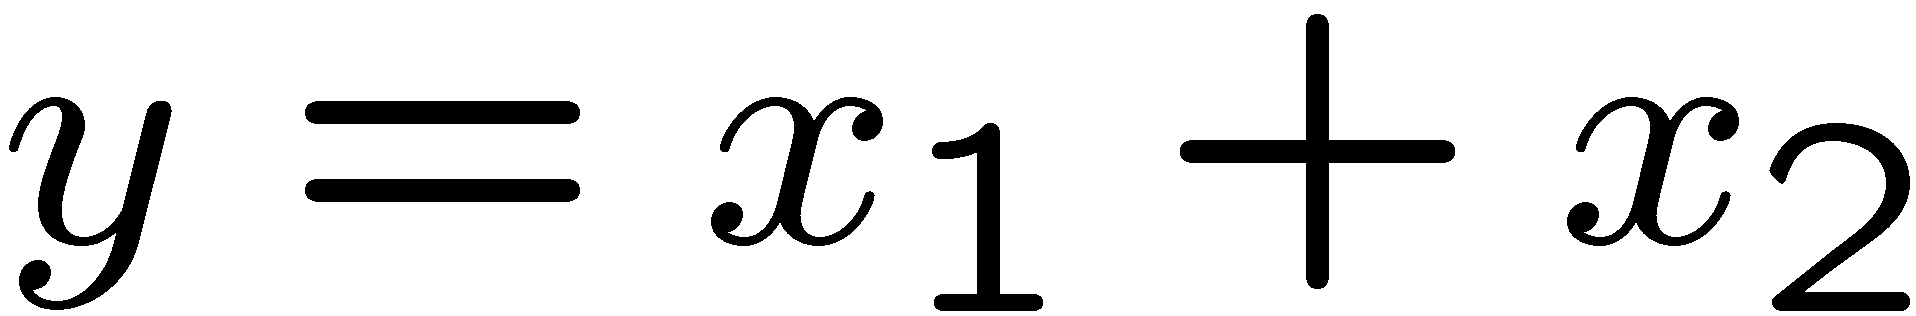 y = x₁ + x₂